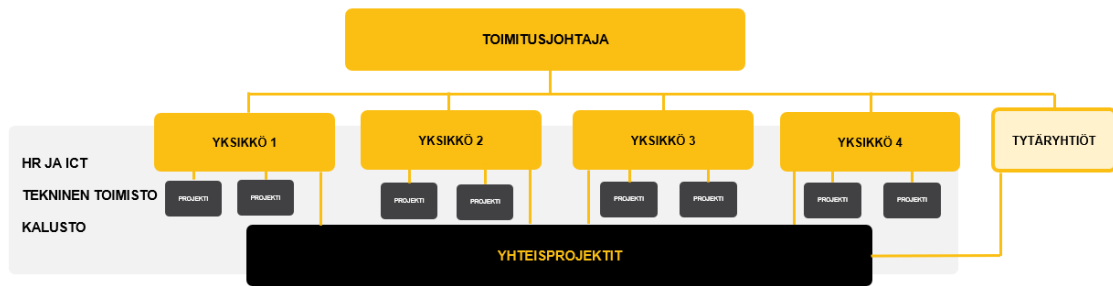 TOIMITUSJOHTAJA
YKSIKKÖ 1
YKSIKKÖ 2
YKSIKKÖ 3
YKSIKKÖ 4
TYTÄRYHTIÖT
HR JA ICT
TEKNINEN TOIMISTO
KALUSTO
PROJEKTI
PROJEKTI
PROJEKTI
PROJEKTI
PROJEKTI
PROJEKTI
PROJEKTI
PROJEKTI
YHTEISPROJEKTIT